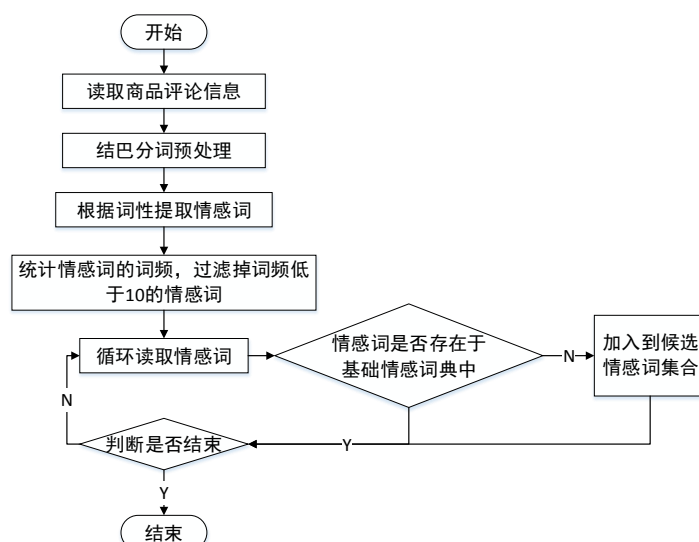 开始
读取商品评论信息
结巴分词预处理
根据词性提取情感词
统计情感词的词频，过滤掉词频低
于10的情感词
循环读取情感词
情感词是否存在于
基础情感词典中
N
加入到候选
情感词集合
N
判断是否结束
Y
Y
结束